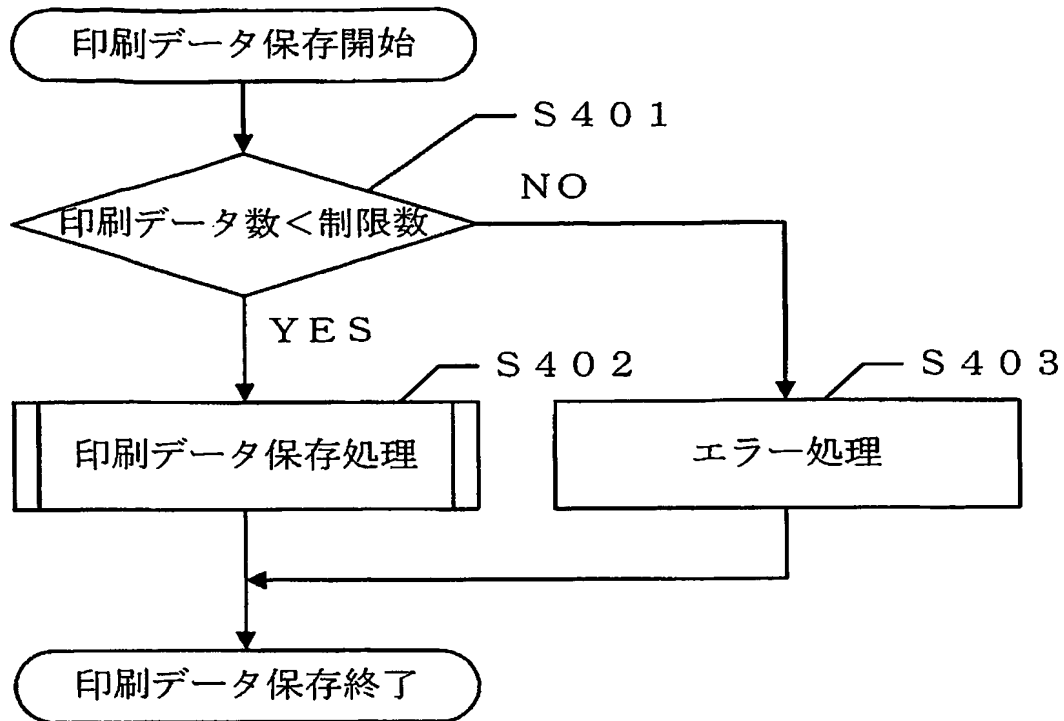 印刷データ保存開始
S401
印刷データ数<制限数
NO
YES
S402
S403
印刷データ保存処理
エラー処理
印刷データ保存終了